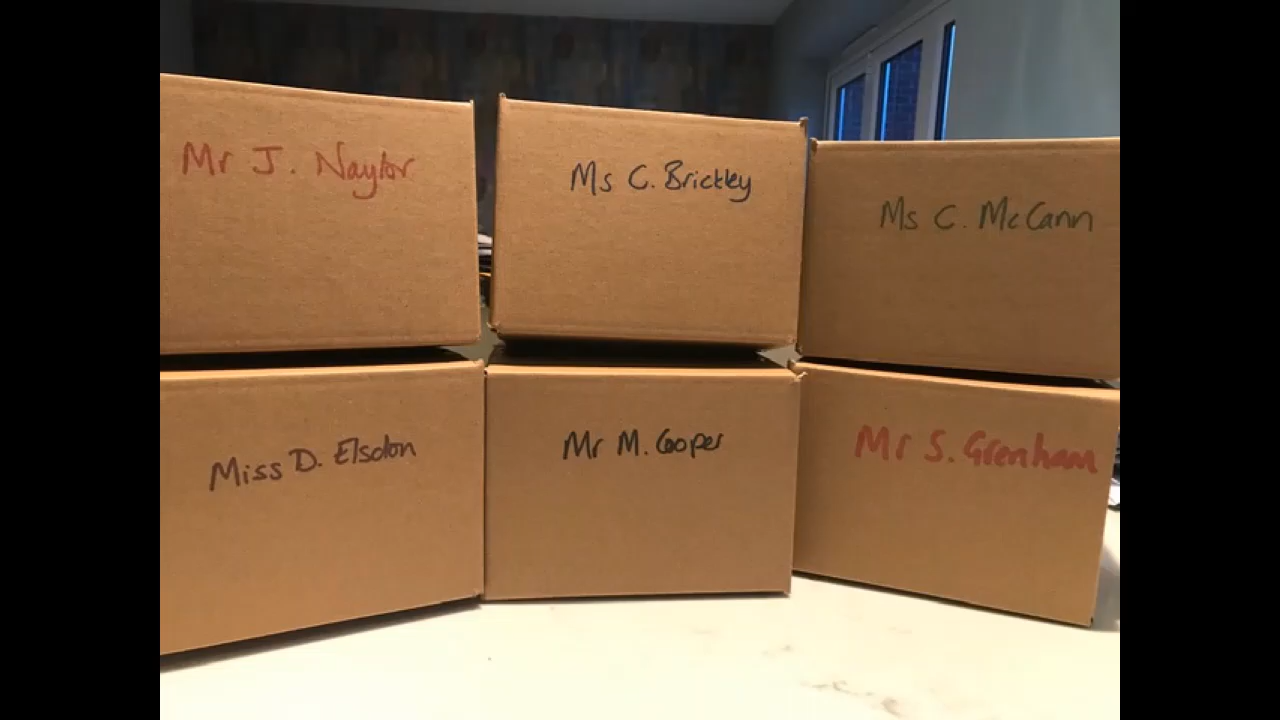 Mr J. Naylor
Ms C. Brickley
Ms C. McCann
Miss D. Elsdon
Mr M. Cooper
Mr S. Grenham